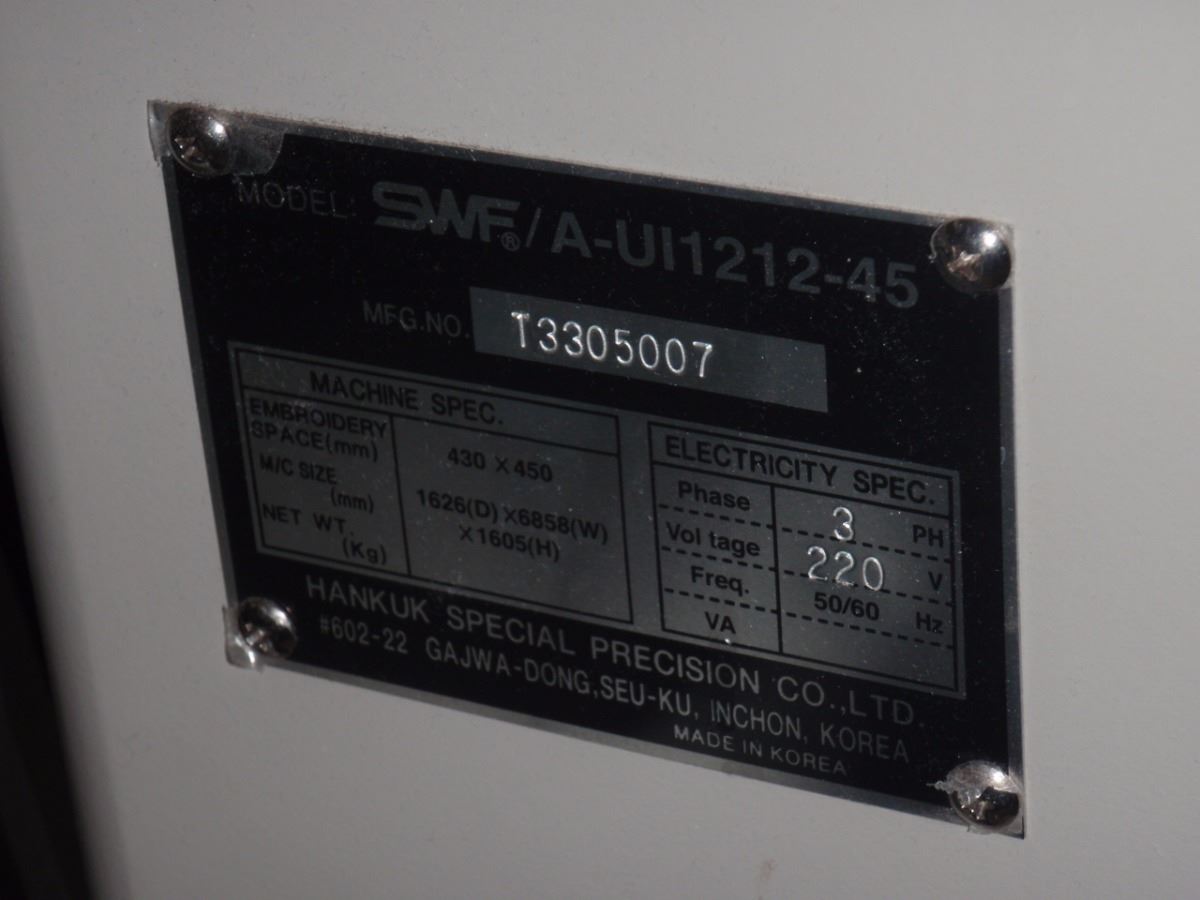 MODEL: SWF®/A-UI1212-45
MFG.NO. T3305007
MACHINE SPEC.
EMBROIDERY SPACE(mm) 430 X 450
M/C SIZE (mm) 1626(D) X6858(W) X1605(H)
NET WT. (Kg)
ELECTRICITY SPEC.
Phase 3 PH
Vol tage 220 V
Freq. 50/60 Hz
VA
HANKUK SPECIAL PRECISION CO.,LTD.
#602-22 GAJWA-DONG,SEU-KU, INCHON, KOREA
MADE IN KOREA